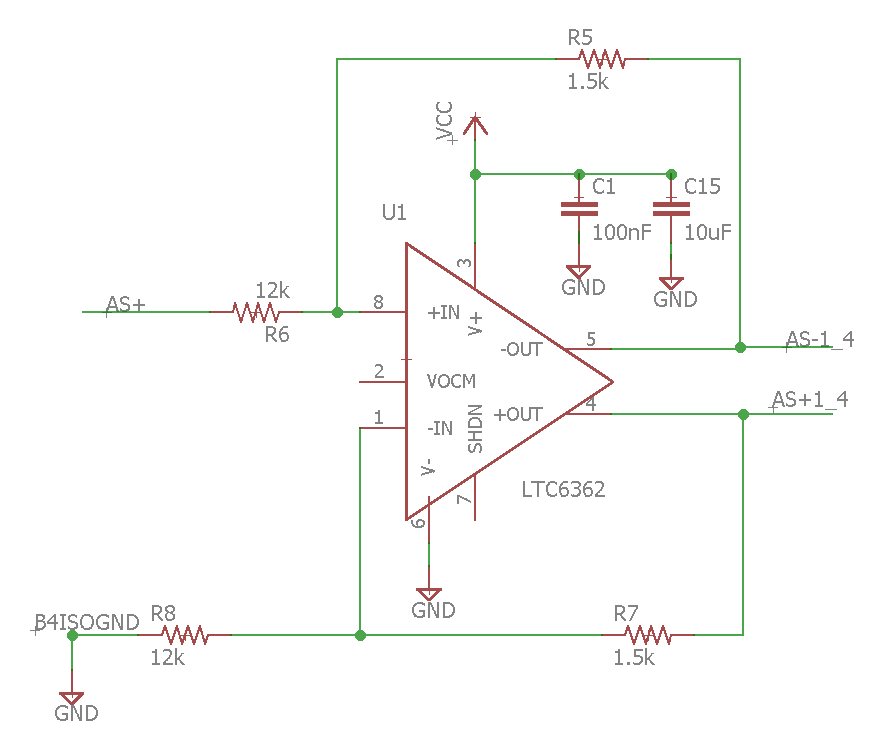 R5
1.5k
VCC
C1
C15
100nF
10uF
GND
GND
U1
3
12k
AS+
R6
8
+IN
V+
5
-OUT
AS-1_4
2
VOCM
1
-IN
SHDN
+OUT
4
AS+1_4
V-
7
LTC6362
6
GND
B4ISOGND
R8
12k
R7
1.5k
GND